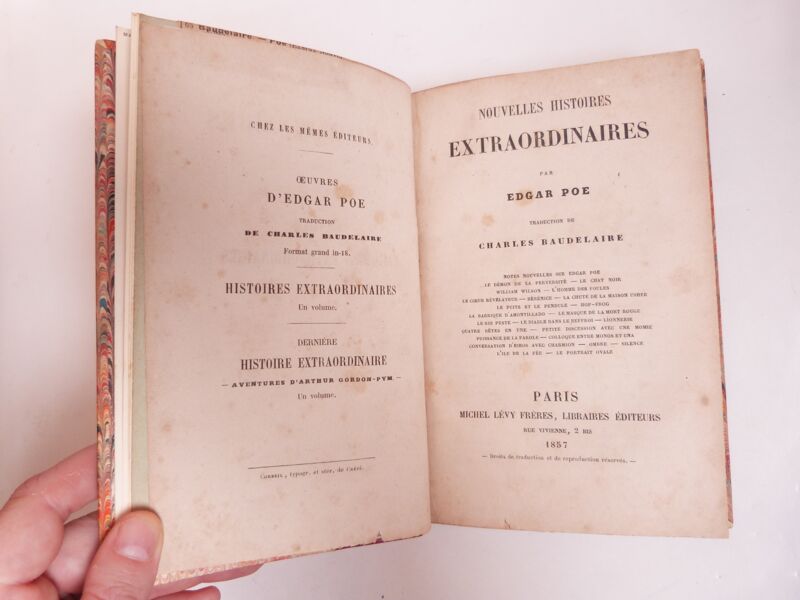 Baudelaire —
CHEZ LES MÊMES ÉDITEURS.
ŒUVRES
D'EDGAR POE
TRADUCTION
DE CHARLES BAUDELAIRE
Format grand in-18.
HISTOIRES EXTRAORDINAIRES
Un volume.
DERNIÈRE
HISTOIRE EXTRAORDINAIRE
— AVENTURES D'ARTHUR GORDON-PYM —
Un volume.
CORBEIL, typogr. et stér. de CRÉTÉ.
NOUVELLES HISTOIRES
EXTRAORDINAIRES
PAR
EDGAR POE
TRADUCTION DE
CHARLES BAUDELAIRE
NOTES NOUVELLES SUR EDGAR POE
LE DÉMON DE LA PERVERSITÉ — LE CHAT NOIR
WILLIAM WILSON — L'HOMME DES FOULES
LE CŒUR RÉVÉLATEUR — BÉRÉNICE — LA CHUTE DE LA MAISON USHER
LE PUITS ET LE PENDULE — HOP-FROG
LA BARRIQUE D'AMONTILLADO — LE MASQUE DE LA MORT ROUGE
LE ROI PESTE — LE DIABLE DANS LE BEFFROI — LIONNERIE
QUATRE BÊTES EN UNE — PETITE DISCUSSION AVEC UNE MOMIE
PUISSANCE DE LA PAROLE — COLLOQUE ENTRE MONOS ET UNA
CONVERSATION D'EIROS AVEC CHARMION — OMBRE — SILENCE
L'ILE DE LA FÉE — LE PORTRAIT OVALE
PARIS
MICHEL LÉVY FRÈRES, LIBRAIRES ÉDITEURS
RUE VIVIENNE, 2 BIS
1857
— Droits de traduction et de reproduction réservés. —